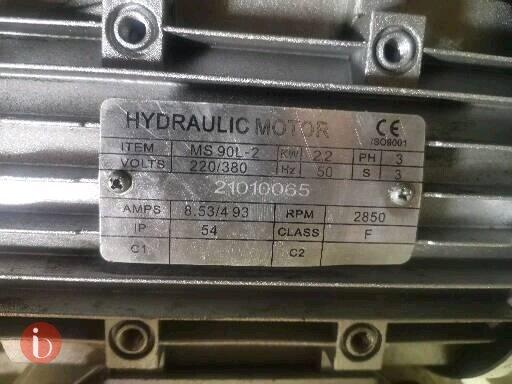 HYDRAULIC MOTOR
CE
ISO9001
ITEM MS 90L-2 KW 2.2 PH 3
VOLTS 220/380 Hz 50 S 3
21010065
AMPS 8.53/4 93 RPM 2850
IP 54 CLASS F
C1 C2